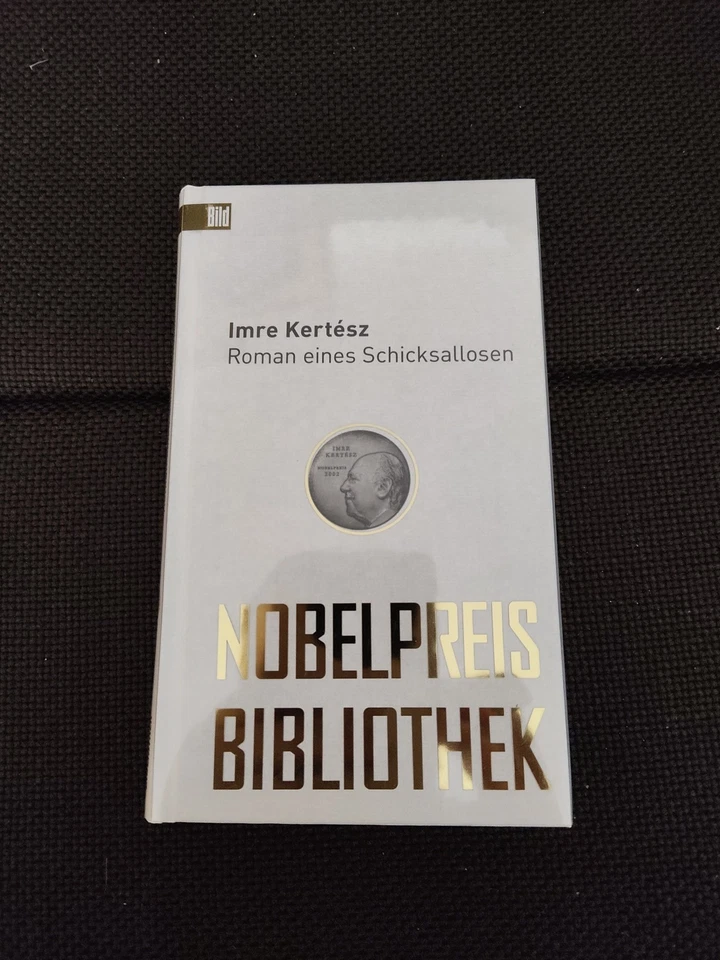 Bild
Imre Kertész
Roman eines Schicksallosen
IMRE
KERTÉSZ
NOBELPREIS
2002
NOBELPREIS
BIBLIOTHEK